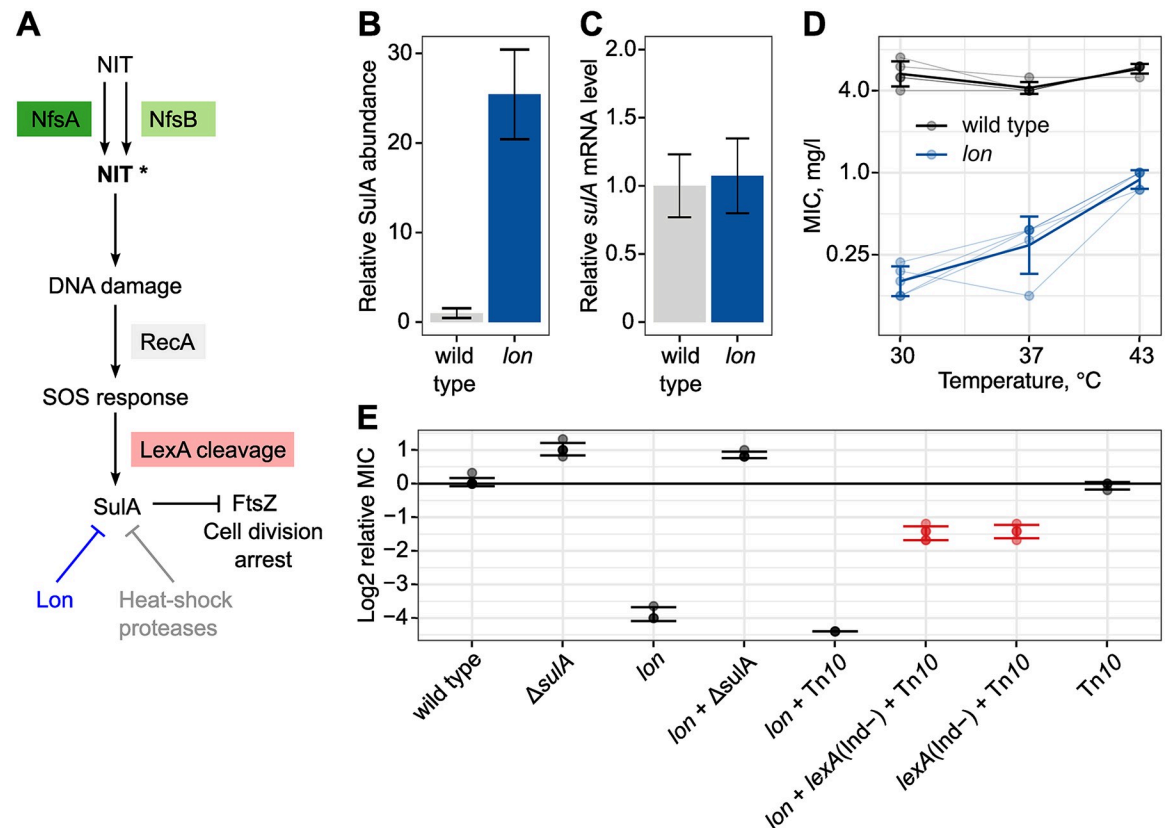 A
NIT
NfsA
NfsB
NIT *
DNA damage
RecA
SOS response
LexA cleavage
SulA
FtsZ
Cell division
arrest
Lon
Heat-shock
proteases
B
Relative SulA abundance
30
20
10
0
wild
type
lon
C
Relative sulA mRNA level
2.0
1.5
1.0
0.5
0
wild
type
lon
D
MIC, mg/l
4.0
1.0
0.25
wild type
lon
30
37
43
Temperature, °C
E
Log2 relative MIC
1
0
−1
−2
−3
−4
wild type
ΔsulA
lon
lon + ΔsulA
lon + Tn10
lon + lexA(Ind−) + Tn10
lexA(Ind−) + Tn10
Tn10